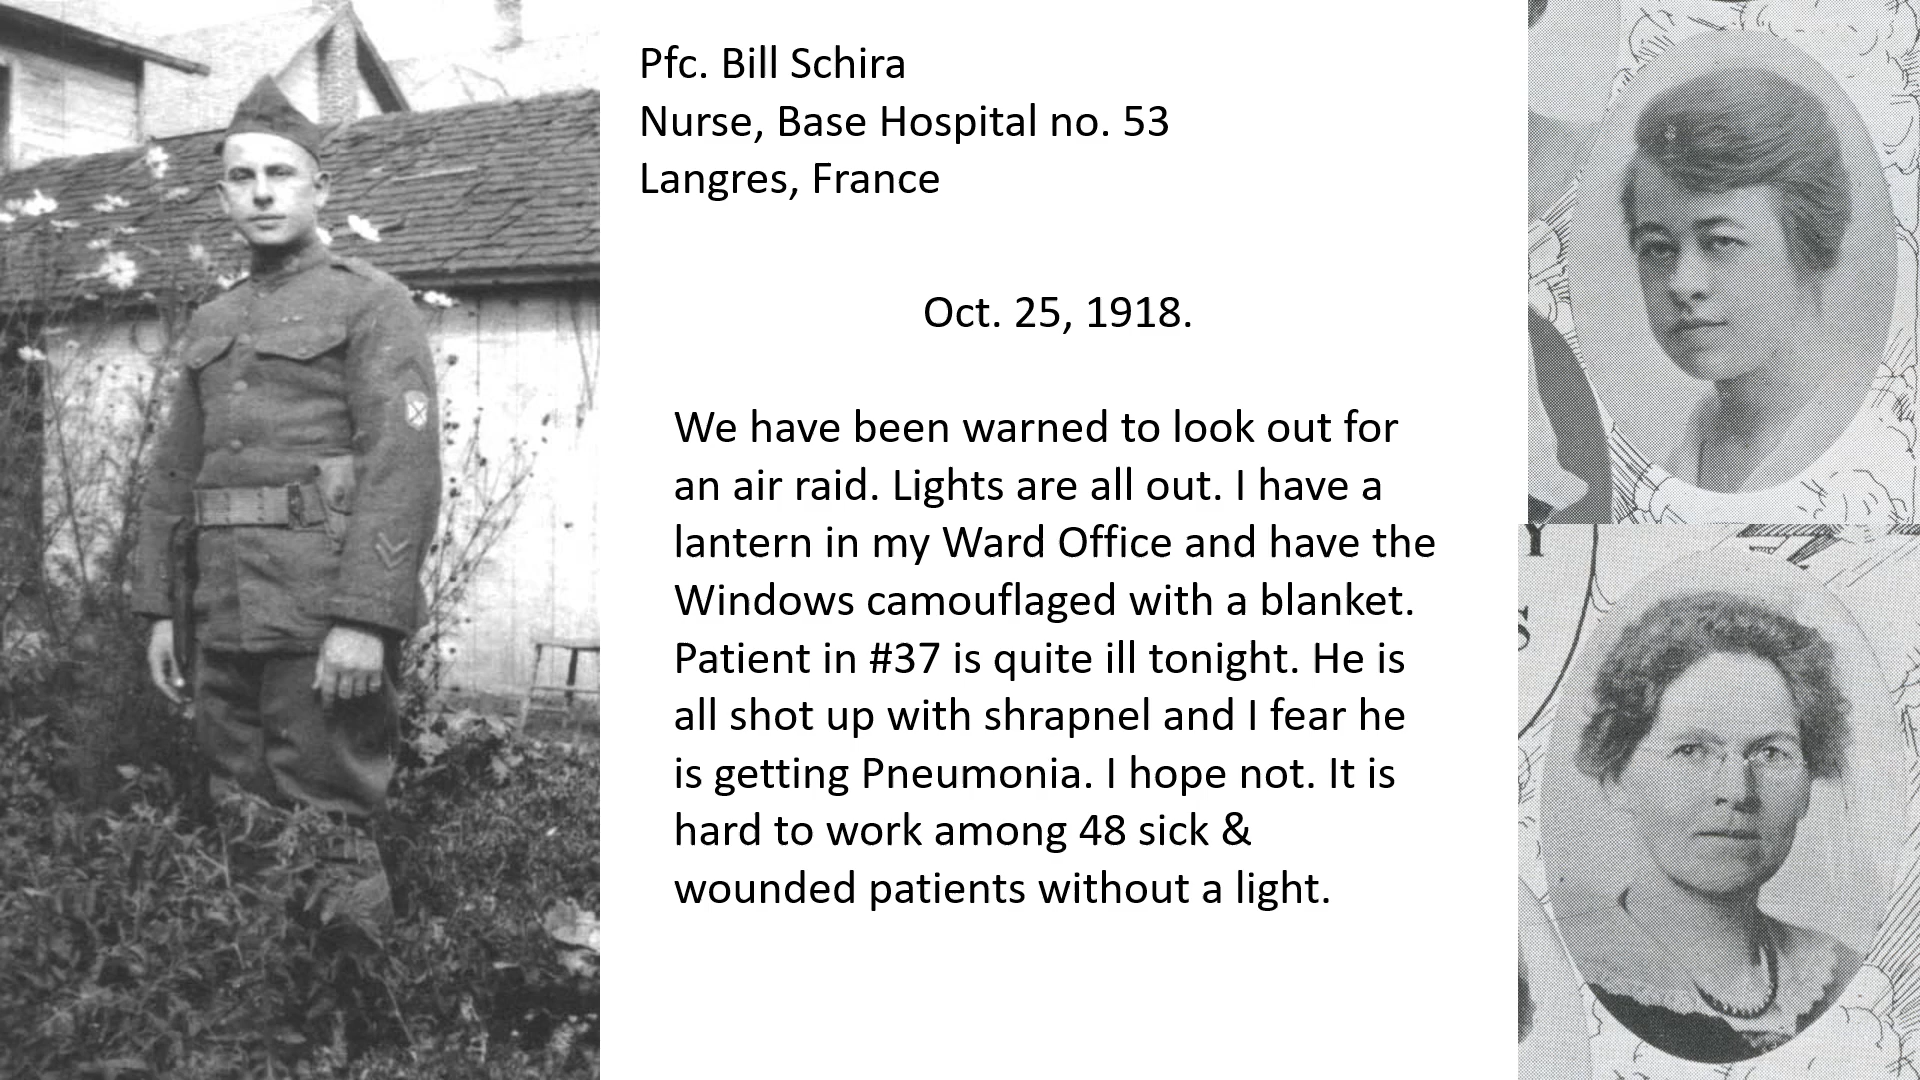 Pfc. Bill Schira
Nurse, Base Hospital no. 53
Langres, France
Oct. 25, 1918.
We have been warned to look out for
an air raid. Lights are all out. I have a
lantern in my Ward Office and have the
Windows camouflaged with a blanket.
Patient in #37 is quite ill tonight. He is
all shot up with shrapnel and I fear he
is getting Pneumonia. I hope not. It is
hard to work among 48 sick &
wounded patients without a light.
Y
S